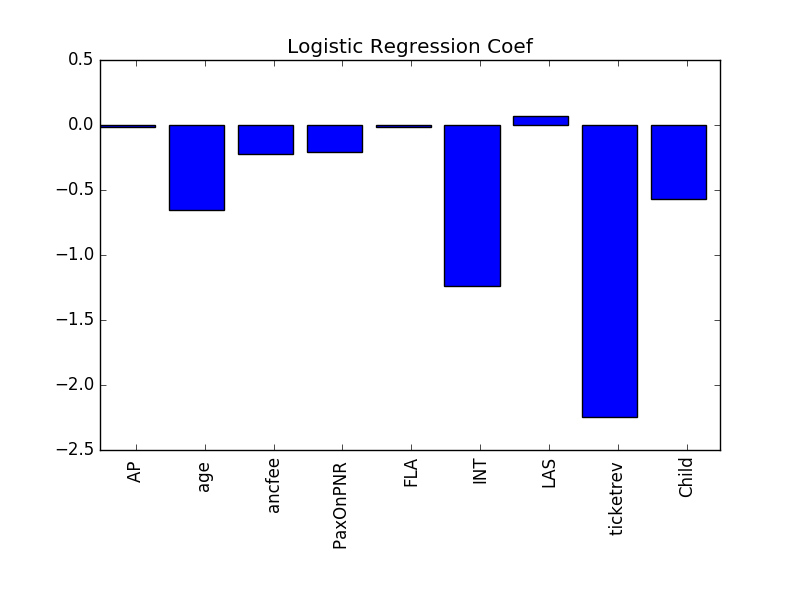 Logistic Regression Coef
0.5
0.0
−0.5
−1.0
−1.5
−2.0
−2.5
AP
age
ancfee
PaxOnPNR
FLA
INT
LAS
ticketrev
Child